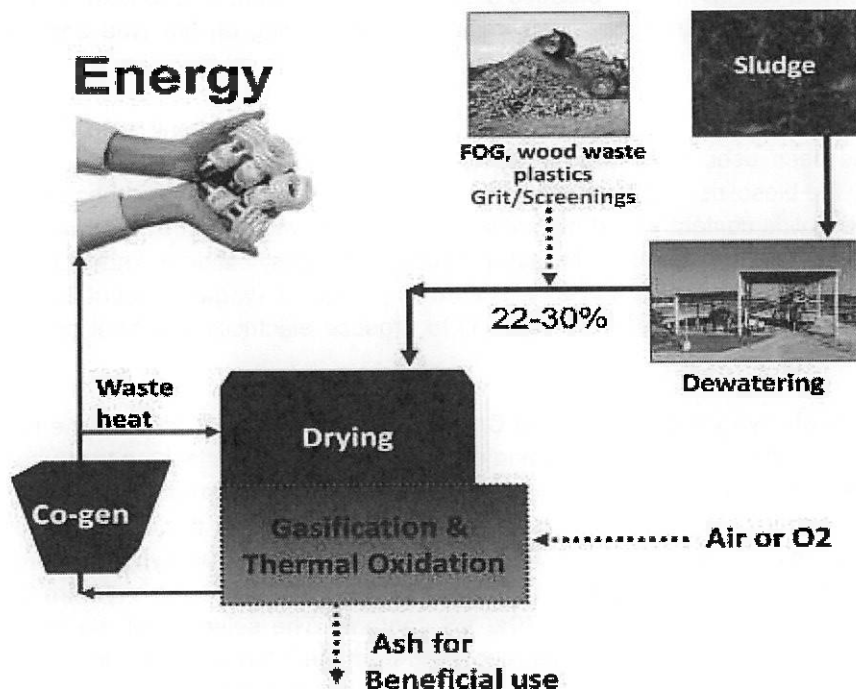 Energy
Sludge
FOG, wood waste
plastics
Grit/Screenings
22-30%
Dewatering
Waste
heat
Drying
Co-gen
Gasification &
Thermal Oxidation
Air or O2
Ash for
Beneficial use